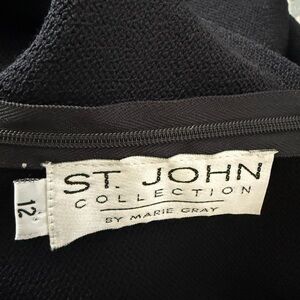 ST. JOHN
COLLECTION
BY MARIE GRAY
12